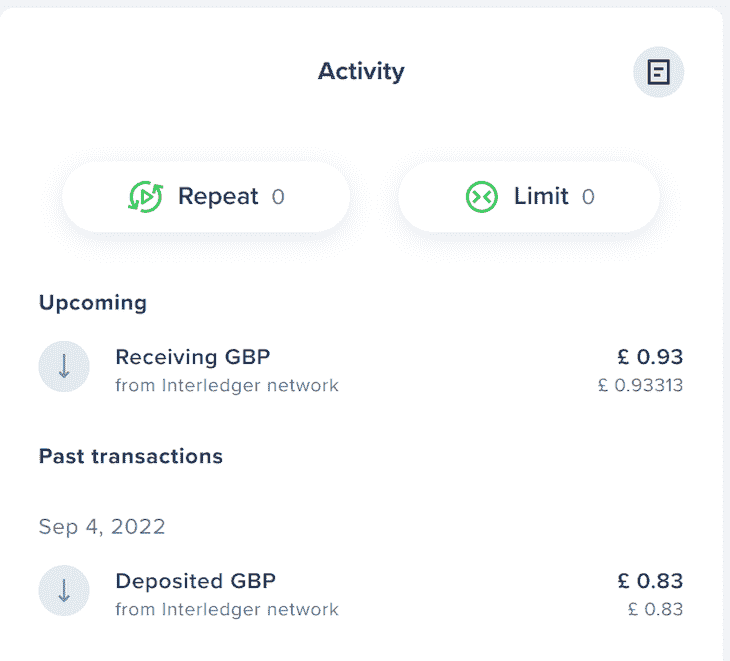 Activity
Repeat 0
Limit 0
Upcoming
Receiving GBP
£ 0.93
from Interledger network
£ 0.93313
Past transactions
Sep 4, 2022
Deposited GBP
£ 0.83
from Interledger network
£ 0.83